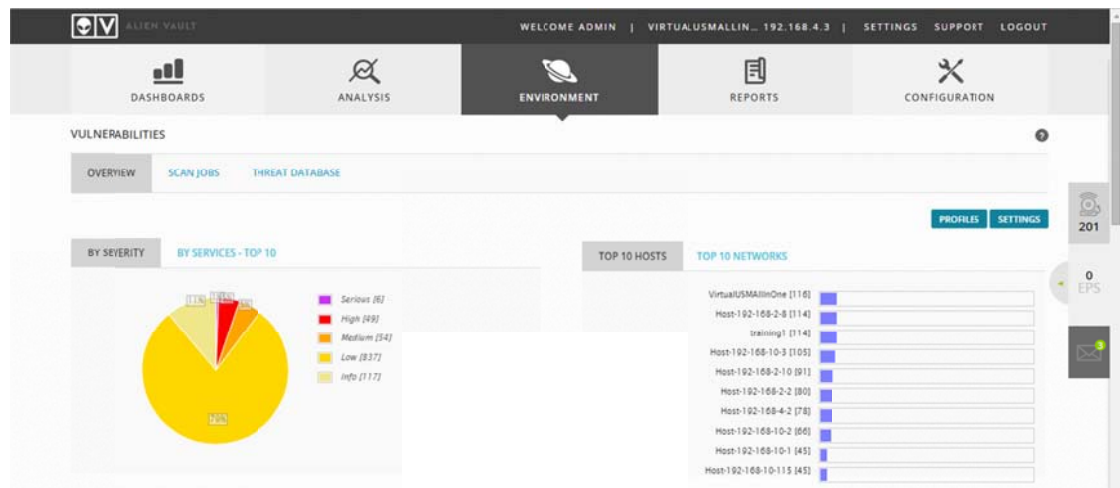 ALIEN VAULT
WELCOME ADMIN | VIRTUALUSMALLIN... 192.168.4.3 | SETTINGS SUPPORT LOGOUT
DASHBOARDS ANALYSIS ENVIRONMENT REPORTS CONFIGURATION
VULNERABILITIES
OVERVIEW SCAN JOBS THREAT DATABASE
PROFILES SETTINGS
201
0
EPS
3
BY SEVERITY BY SERVICES - TOP 10
11%
79%
Serious [6]
High [49]
Medium [54]
Low [837]
Info [117]
TOP 10 HOSTS TOP 10 NETWORKS
VirtualUSMAllInOne [116]
Host-192-168-2-8 [114]
training1 [114]
Host-192-168-10-3 [105]
Host-192-168-2-10 [91]
Host-192-168-2-2 [80]
Host-192-168-4-2 [78]
Host-192-168-10-2 [66]
Host-192-168-10-1 [45]
Host-192-168-10-115 [45]